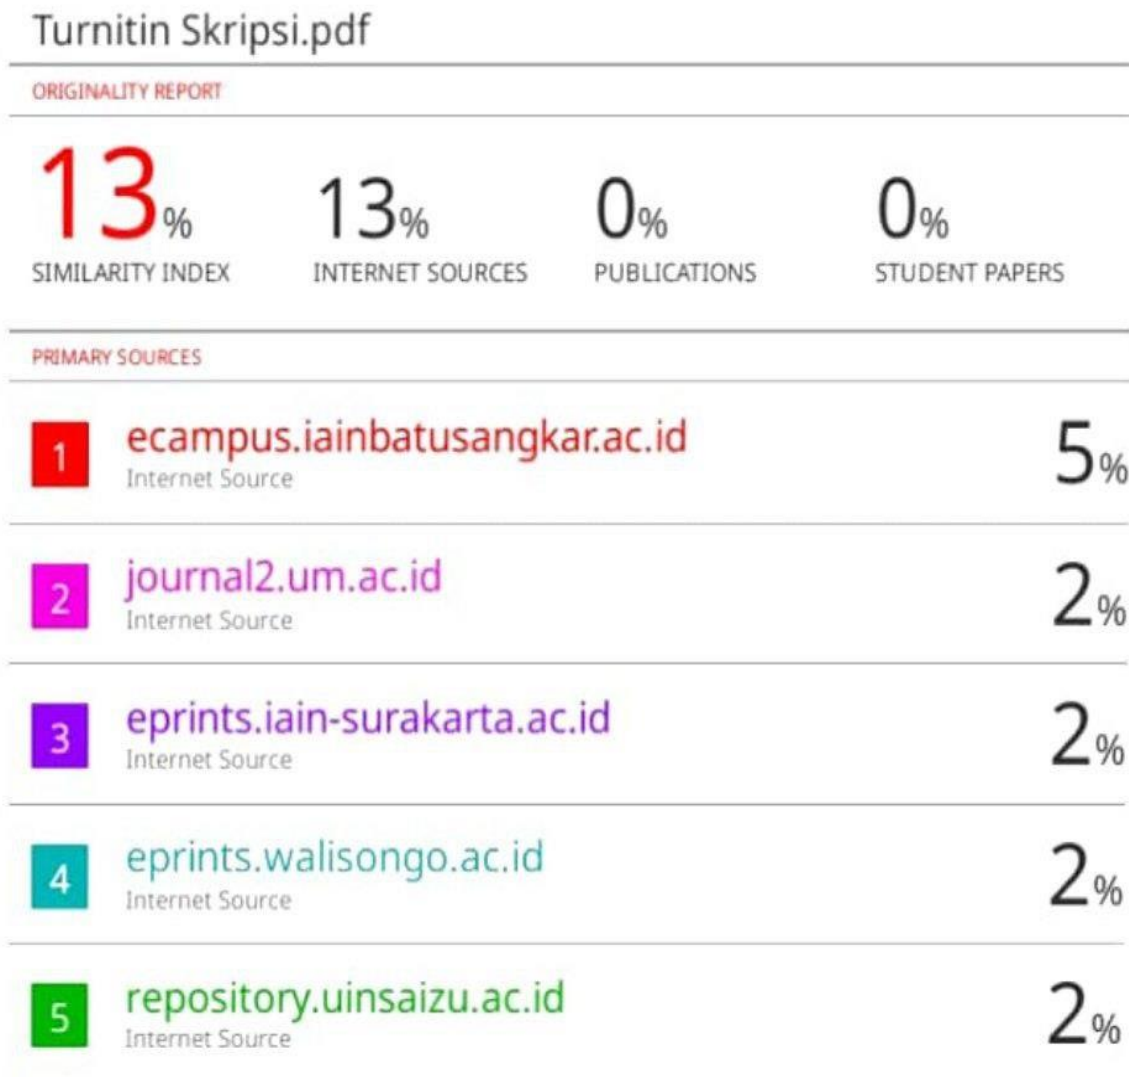 Turnitin Skripsi.pdf
ORIGINALITY REPORT
13% 13% 0% 0%
SIMILARITY INDEX INTERNET SOURCES PUBLICATIONS STUDENT PAPERS
PRIMARY SOURCES
1 ecampus.iainbatusangkar.ac.id 5%
Internet Source
2 journal2.um.ac.id 2%
Internet Source
3 eprints.iain-surakarta.ac.id 2%
Internet Source
4 eprints.walisongo.ac.id 2%
Internet Source
5 repository.uinsaizu.ac.id 2%
Internet Source